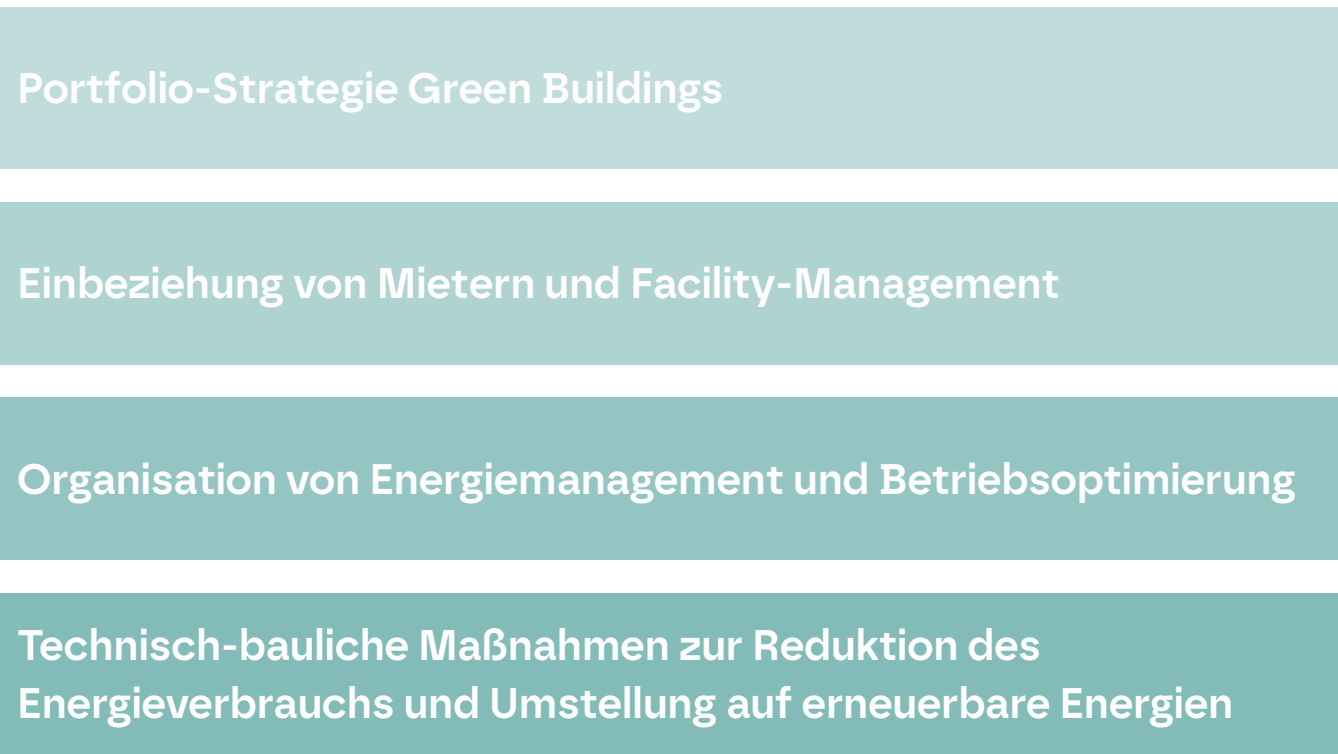 Portfolio-Strategie Green Buildings
Einbeziehung von Mietern und Facility-Management
Organisation von Energiemanagement und Betriebsoptimierung
Technisch-bauliche Maßnahmen zur Reduktion des
Energieverbrauchs und Umstellung auf erneuerbare Energien